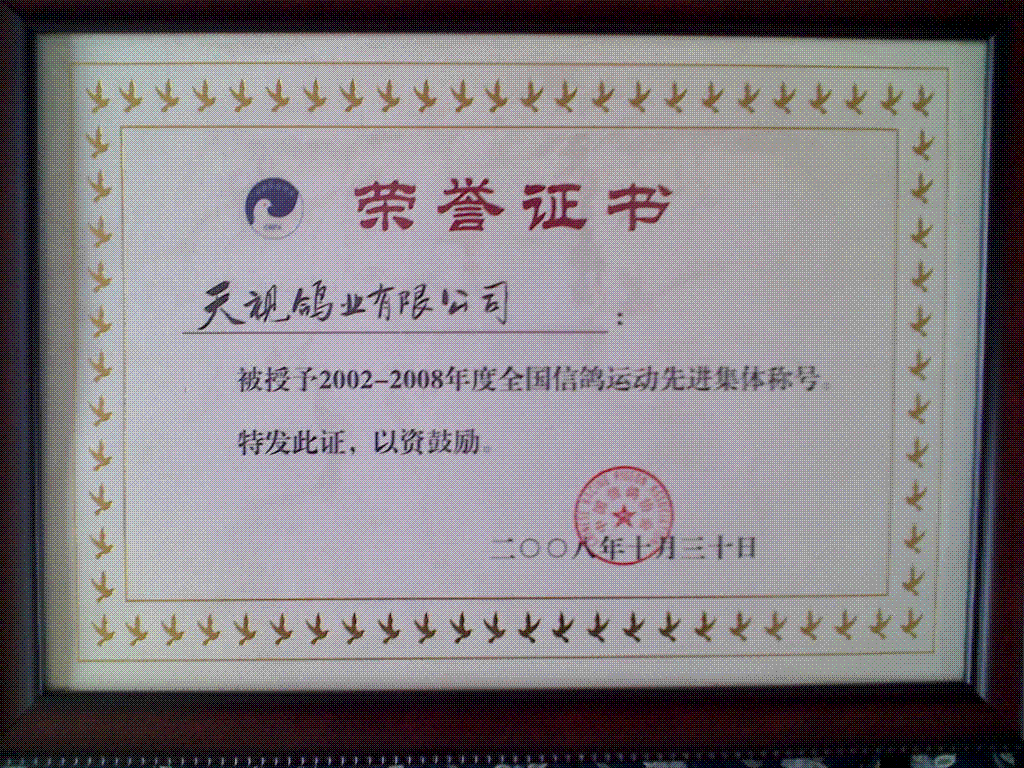 荣誉证书
天视鸽业有限公司：
被授予2002-2008年度全国信鸽运动先进集体称号。
特发此证，以资鼓励。
二〇〇八年十月三十日